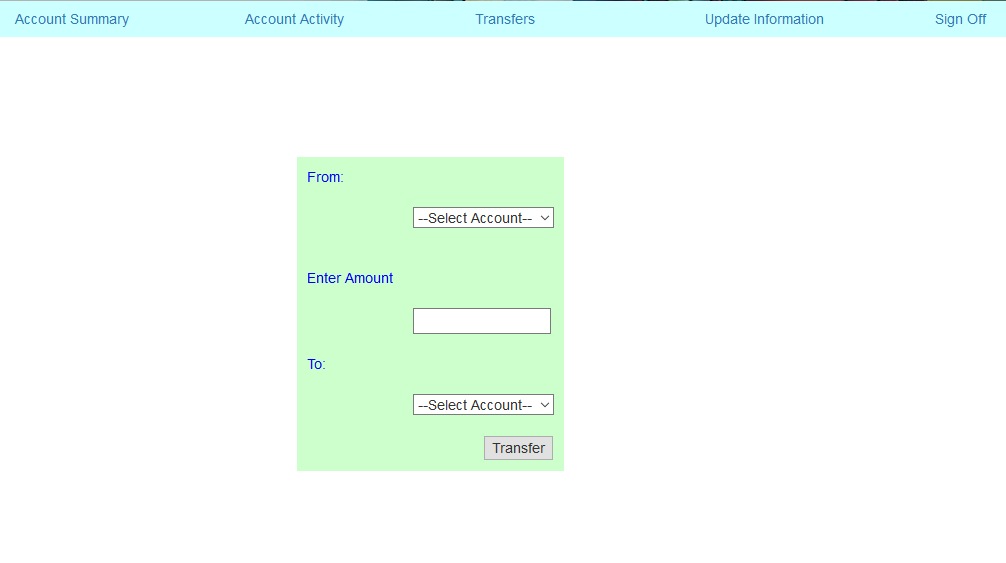 Account Summary Account Activity Transfers Update Information Sign Off
From:
--Select Account--
Enter Amount
To:
--Select Account--
Transfer